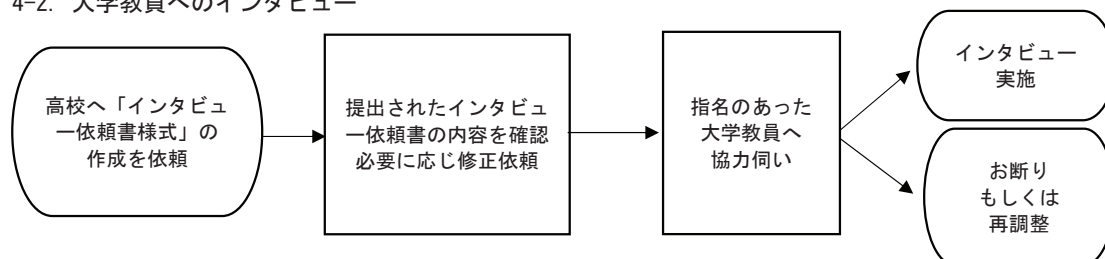 4-2. 大学教員へのインタビュー
高校へ「インタビュ
ー依頼書様式」の
作成を依頼
提出されたインタビュ
ー依頼書の内容を確認
必要に応じ修正依頼
指名のあった
大学教員へ
協力伺い
インタビュー
実施
お断り
もしくは
再調整